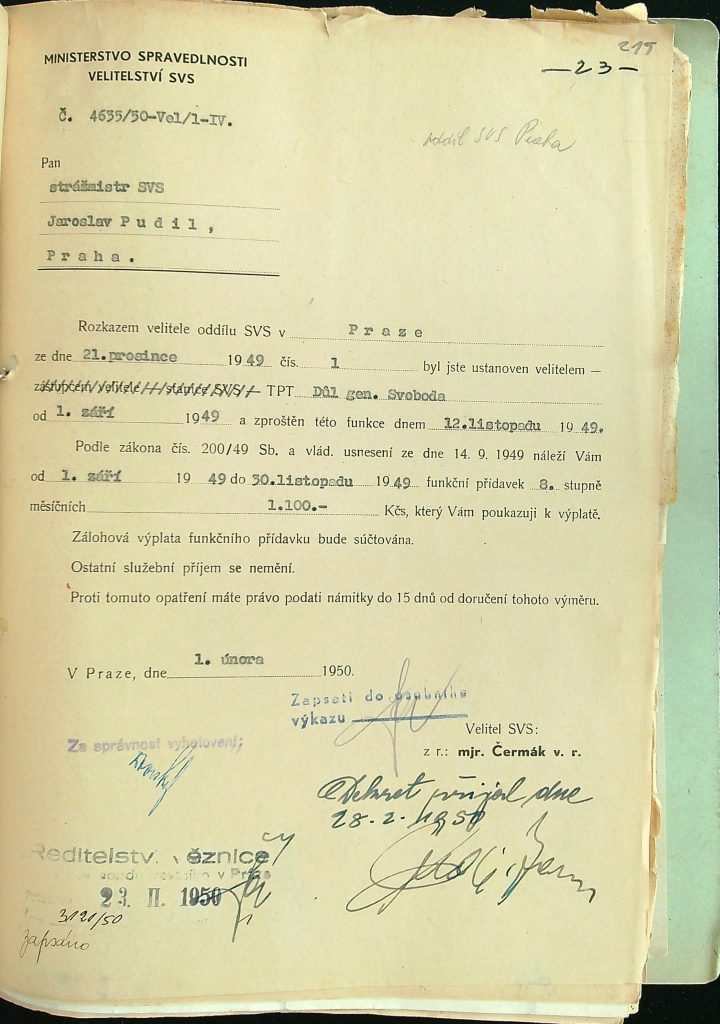 215
—23—
MINISTERSTVO SPRAVEDLNOSTI
VELITELSTVÍ SVS
Č. 4635/50-Vel/1-IV.
oddíl SVS Praha
Pan
strážmistr SVS
Jaroslav P u d i l ,
P r a h a .
Rozkazem velitele oddílu SVS v P r a z e
ze dne 21.prosince 1949 čís. 1 byl jste ustanoven velitelem —
zástupcem velitele — stanice SVS — TPT Důl gen. Svoboda
od 1. září 1949 a zproštěn této funkce dnem 12.listopadu 1949.
Podle zákona čís. 200/49 Sb. a vlád. usnesení ze dne 14. 9. 1949 náleží Vám
od 1. září 19 49 do 30.listopadu 1949 funkční přídavek 8. stupně
měsíčních 1.100.- Kčs, který Vám poukazuji k výplatě.
Zálohová výplata funkčního přídavku bude súčtována.
Ostatní služební příjem se nemění.
Proti tomuto opatření máte právo podati námitky do 15 dnů od doručení tohoto výměru.
V Praze, dne 1. února 1950.
Zapsati do osobního
výkazu
Velitel SVS:
z r.: mjr. Čermák v. r.
Za správnost vyhotovení:
Dekret přijal dne
28.2.1950
Ředitelství věznice
v Praze
23. II. 1950
3121/50
zapsáno